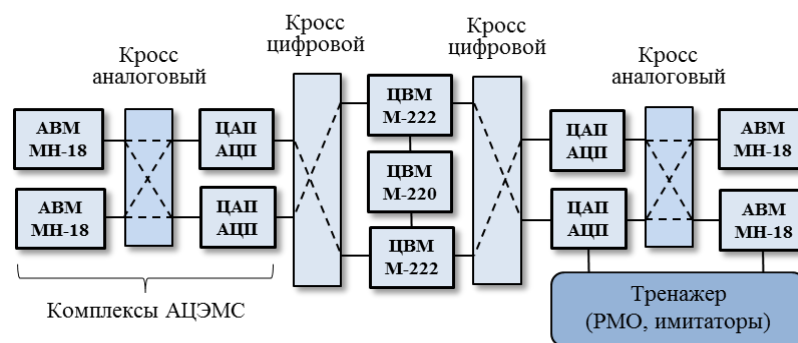 Кросс
аналоговый
Кросс
цифровой
Кросс
цифровой
Кросс
аналоговый
АВМ
МН-18
АВМ
МН-18
ЦАП
АЦП
ЦАП
АЦП
ЦВМ
М-222
ЦВМ
М-220
ЦВМ
М-222
ЦАП
АЦП
ЦАП
АЦП
АВМ
МН-18
АВМ
МН-18
Комплексы АЦЭМС
Тренажер
(РМО, имитаторы)